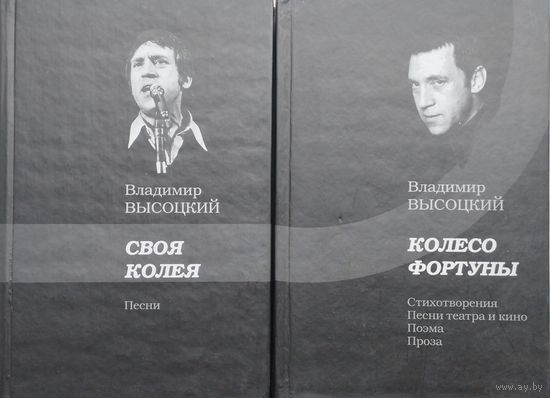 Владимир
ВЫСОЦКИЙ
СВОЯ
КОЛЕЯ
Песни
Владимир
ВЫСОЦКИЙ
КОЛЕСО
ФОРТУНЫ
Стихотворения
Песни театра и кино
Поэма
Проза
www.ay.by